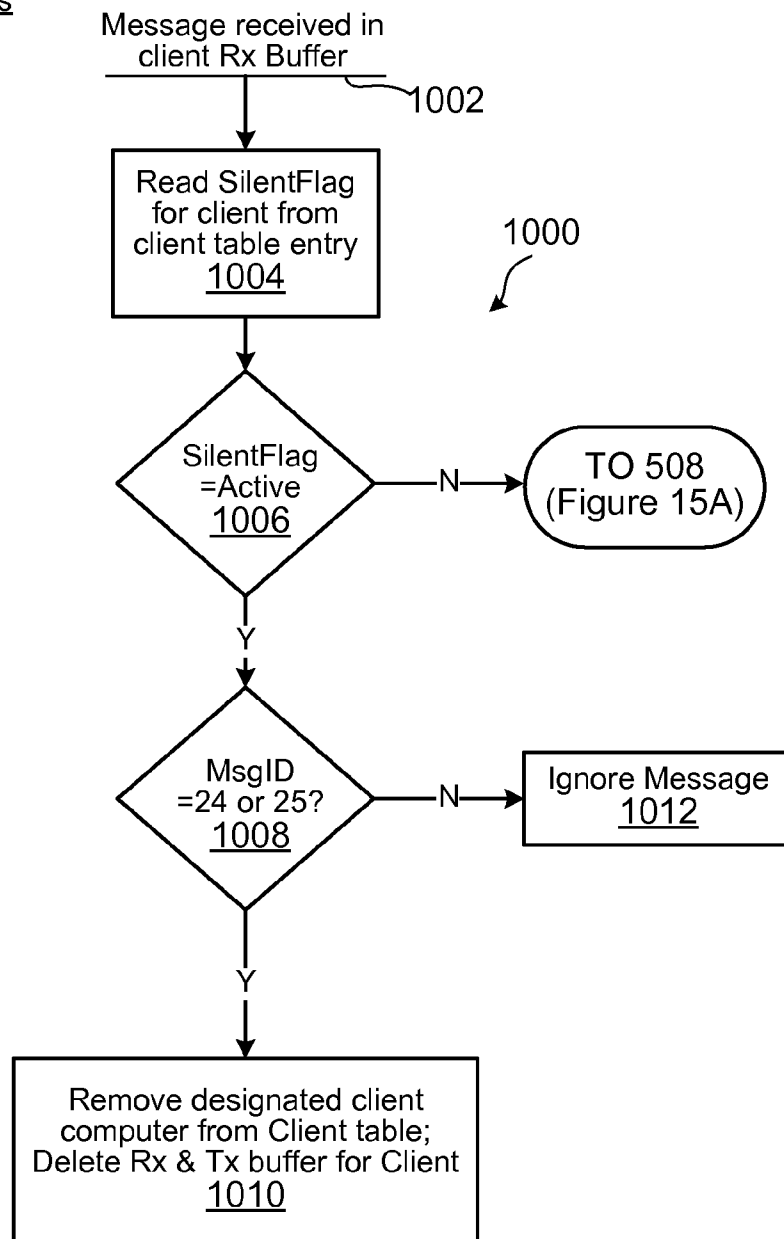 s
Message received in
client Rx Buffer
1002
Read SilentFlag
for client from
client table entry
1004
1000
SilentFlag
=Active
1006
N
TO 508
(Figure 15A)
Y
MsgID
=24 or 25?
1008
N
Ignore Message
1012
Y
Remove designated client
computer from Client table;
Delete Rx & Tx buffer for Client
1010